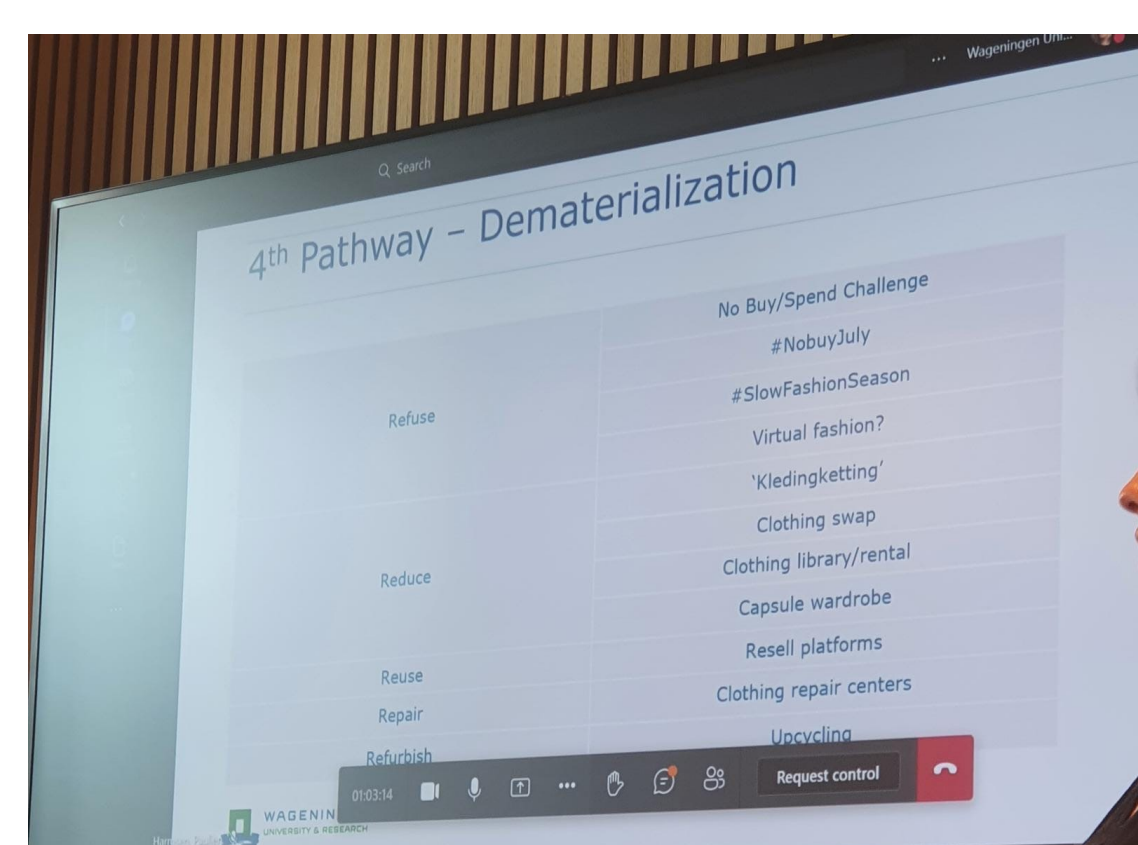 Wageningen Uni...
Search
4th Pathway – Dematerialization
Refuse
No Buy/Spend Challenge
#NobuyJuly
#SlowFashionSeason
Virtual fashion?
Reduce
‘Kledingketting’
Clothing swap
Clothing library/rental
Capsule wardrobe
Reuse
Resell platforms
Repair
Clothing repair centers
Refurbish
Upcycling
01:03:14
Request control
WAGENIN
UNIVERSITY & RESEARCH